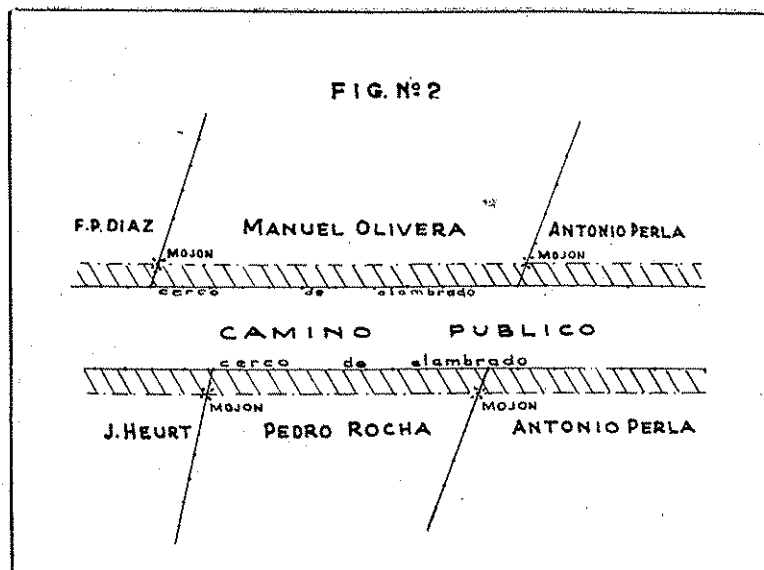 FIG. Nº 2
F.P. DIAZ MANUEL OLIVERA ANTONIO PERLA
MOJON MOJON
cerco de alambrado
CAMINO PUBLICO
cerco de alambrado
MOJON MOJON
J. HEURT PEDRO ROCHA ANTONIO PERLA